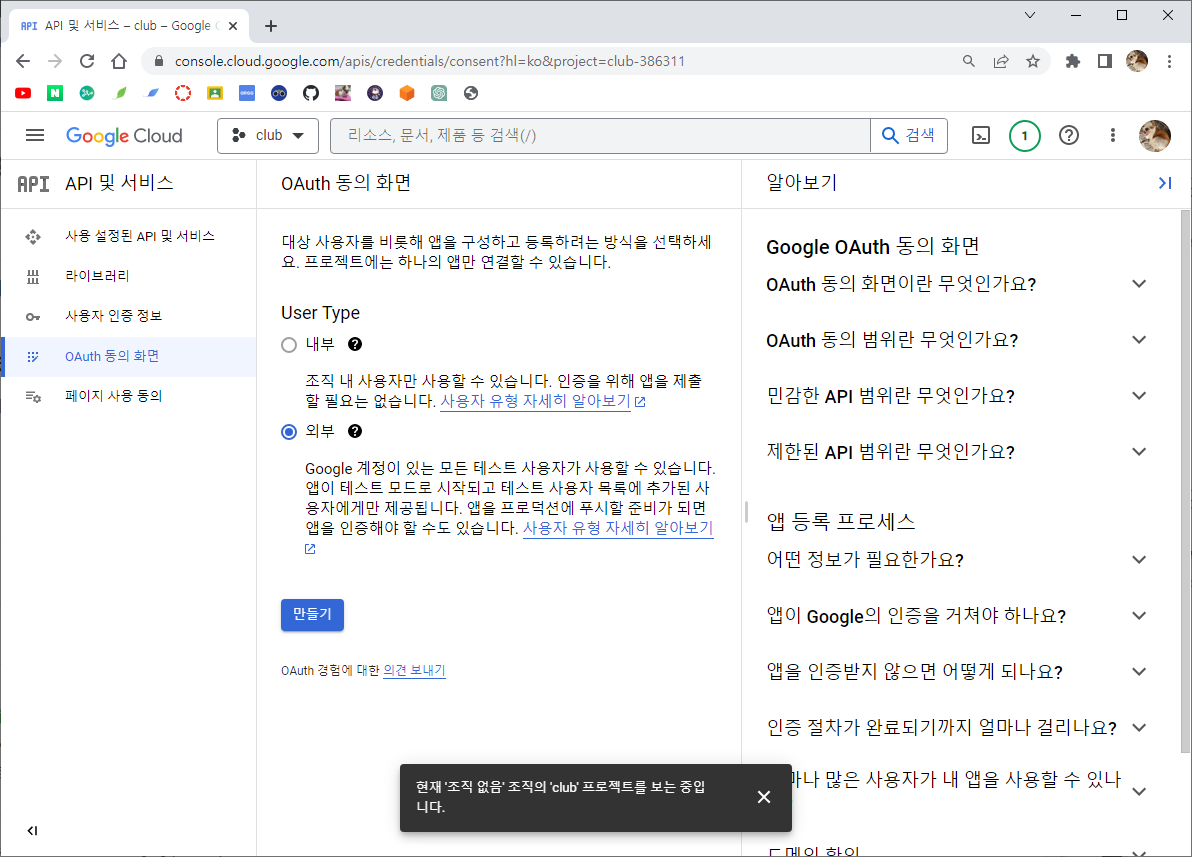 API 및 서비스 – club – Google
console.cloud.google.com/apis/credentials/consent?hl=ko&project=club-386311
Google Cloud
club
리소스, 문서, 제품 등 검색(/)
검색
1
API API 및 서비스
사용 설정된 API 및 서비스
라이브러리
사용자 인증 정보
OAuth 동의 화면
페이지 사용 동의
OAuth 동의 화면
대상 사용자를 비롯해 앱을 구성하고 등록하려는 방식을 선택하세
요. 프로젝트에는 하나의 앱만 연결할 수 있습니다.
User Type
내부
조직 내 사용자만 사용할 수 있습니다. 인증을 위해 앱을 제출
할 필요는 없습니다. 사용자 유형 자세히 알아보기
외부
Google 계정이 있는 모든 테스트 사용자가 사용할 수 있습니다.
앱이 테스트 모드로 시작되고 테스트 사용자 목록에 추가된 사
용자에게만 제공됩니다. 앱을 프로덕션에 푸시할 준비가 되면
앱을 인증해야 할 수도 있습니다. 사용자 유형 자세히 알아보기
만들기
OAuth 경험에 대한 의견 보내기
알아보기
Google OAuth 동의 화면
OAuth 동의 화면이란 무엇인가요?
OAuth 동의 범위란 무엇인가요?
민감한 API 범위란 무엇인가요?
제한된 API 범위란 무엇인가요?
앱 등록 프로세스
어떤 정보가 필요한가요?
앱이 Google의 인증을 거쳐야 하나요?
앱을 인증받지 않으면 어떻게 되나요?
인증 절차가 완료되기까지 얼마나 걸리나요?
많은 사용자가 내 앱을 사용할 수 있나
현재 '조직 없음' 조직의 'club' 프로젝트를 보는 중입
니다.